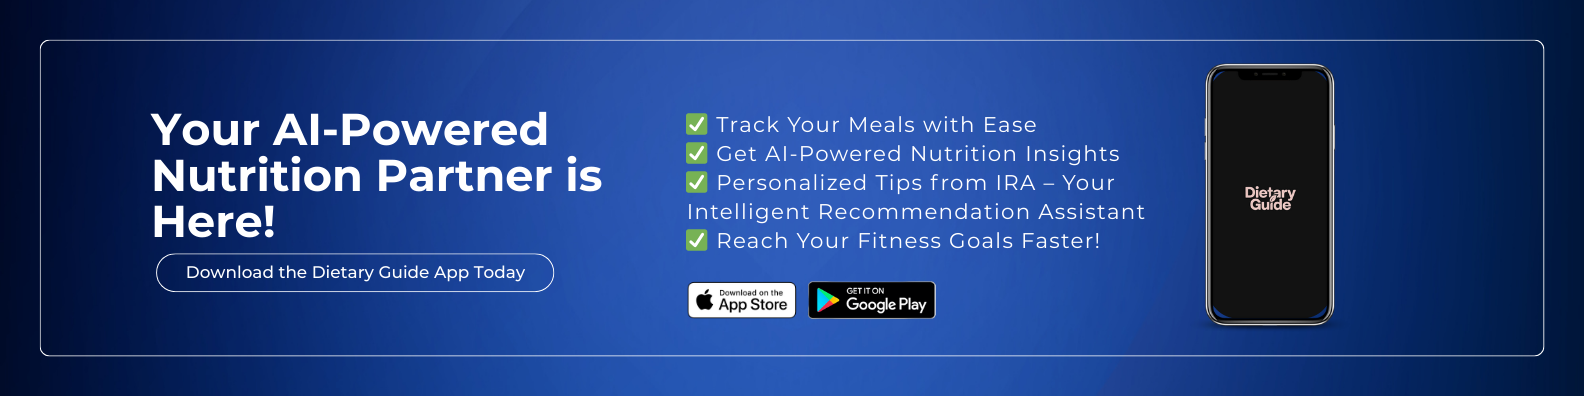 Your AI-Powered
Nutrition Partner is
Here!
Download the Dietary Guide App Today
✅ Track Your Meals with Ease
✅ Get AI-Powered Nutrition Insights
✅ Personalized Tips from IRA – Your
Intelligent Recommendation Assistant
✅ Reach Your Fitness Goals Faster!
Download on the
App Store
GET IT ON
Google Play
Dietary
Guide